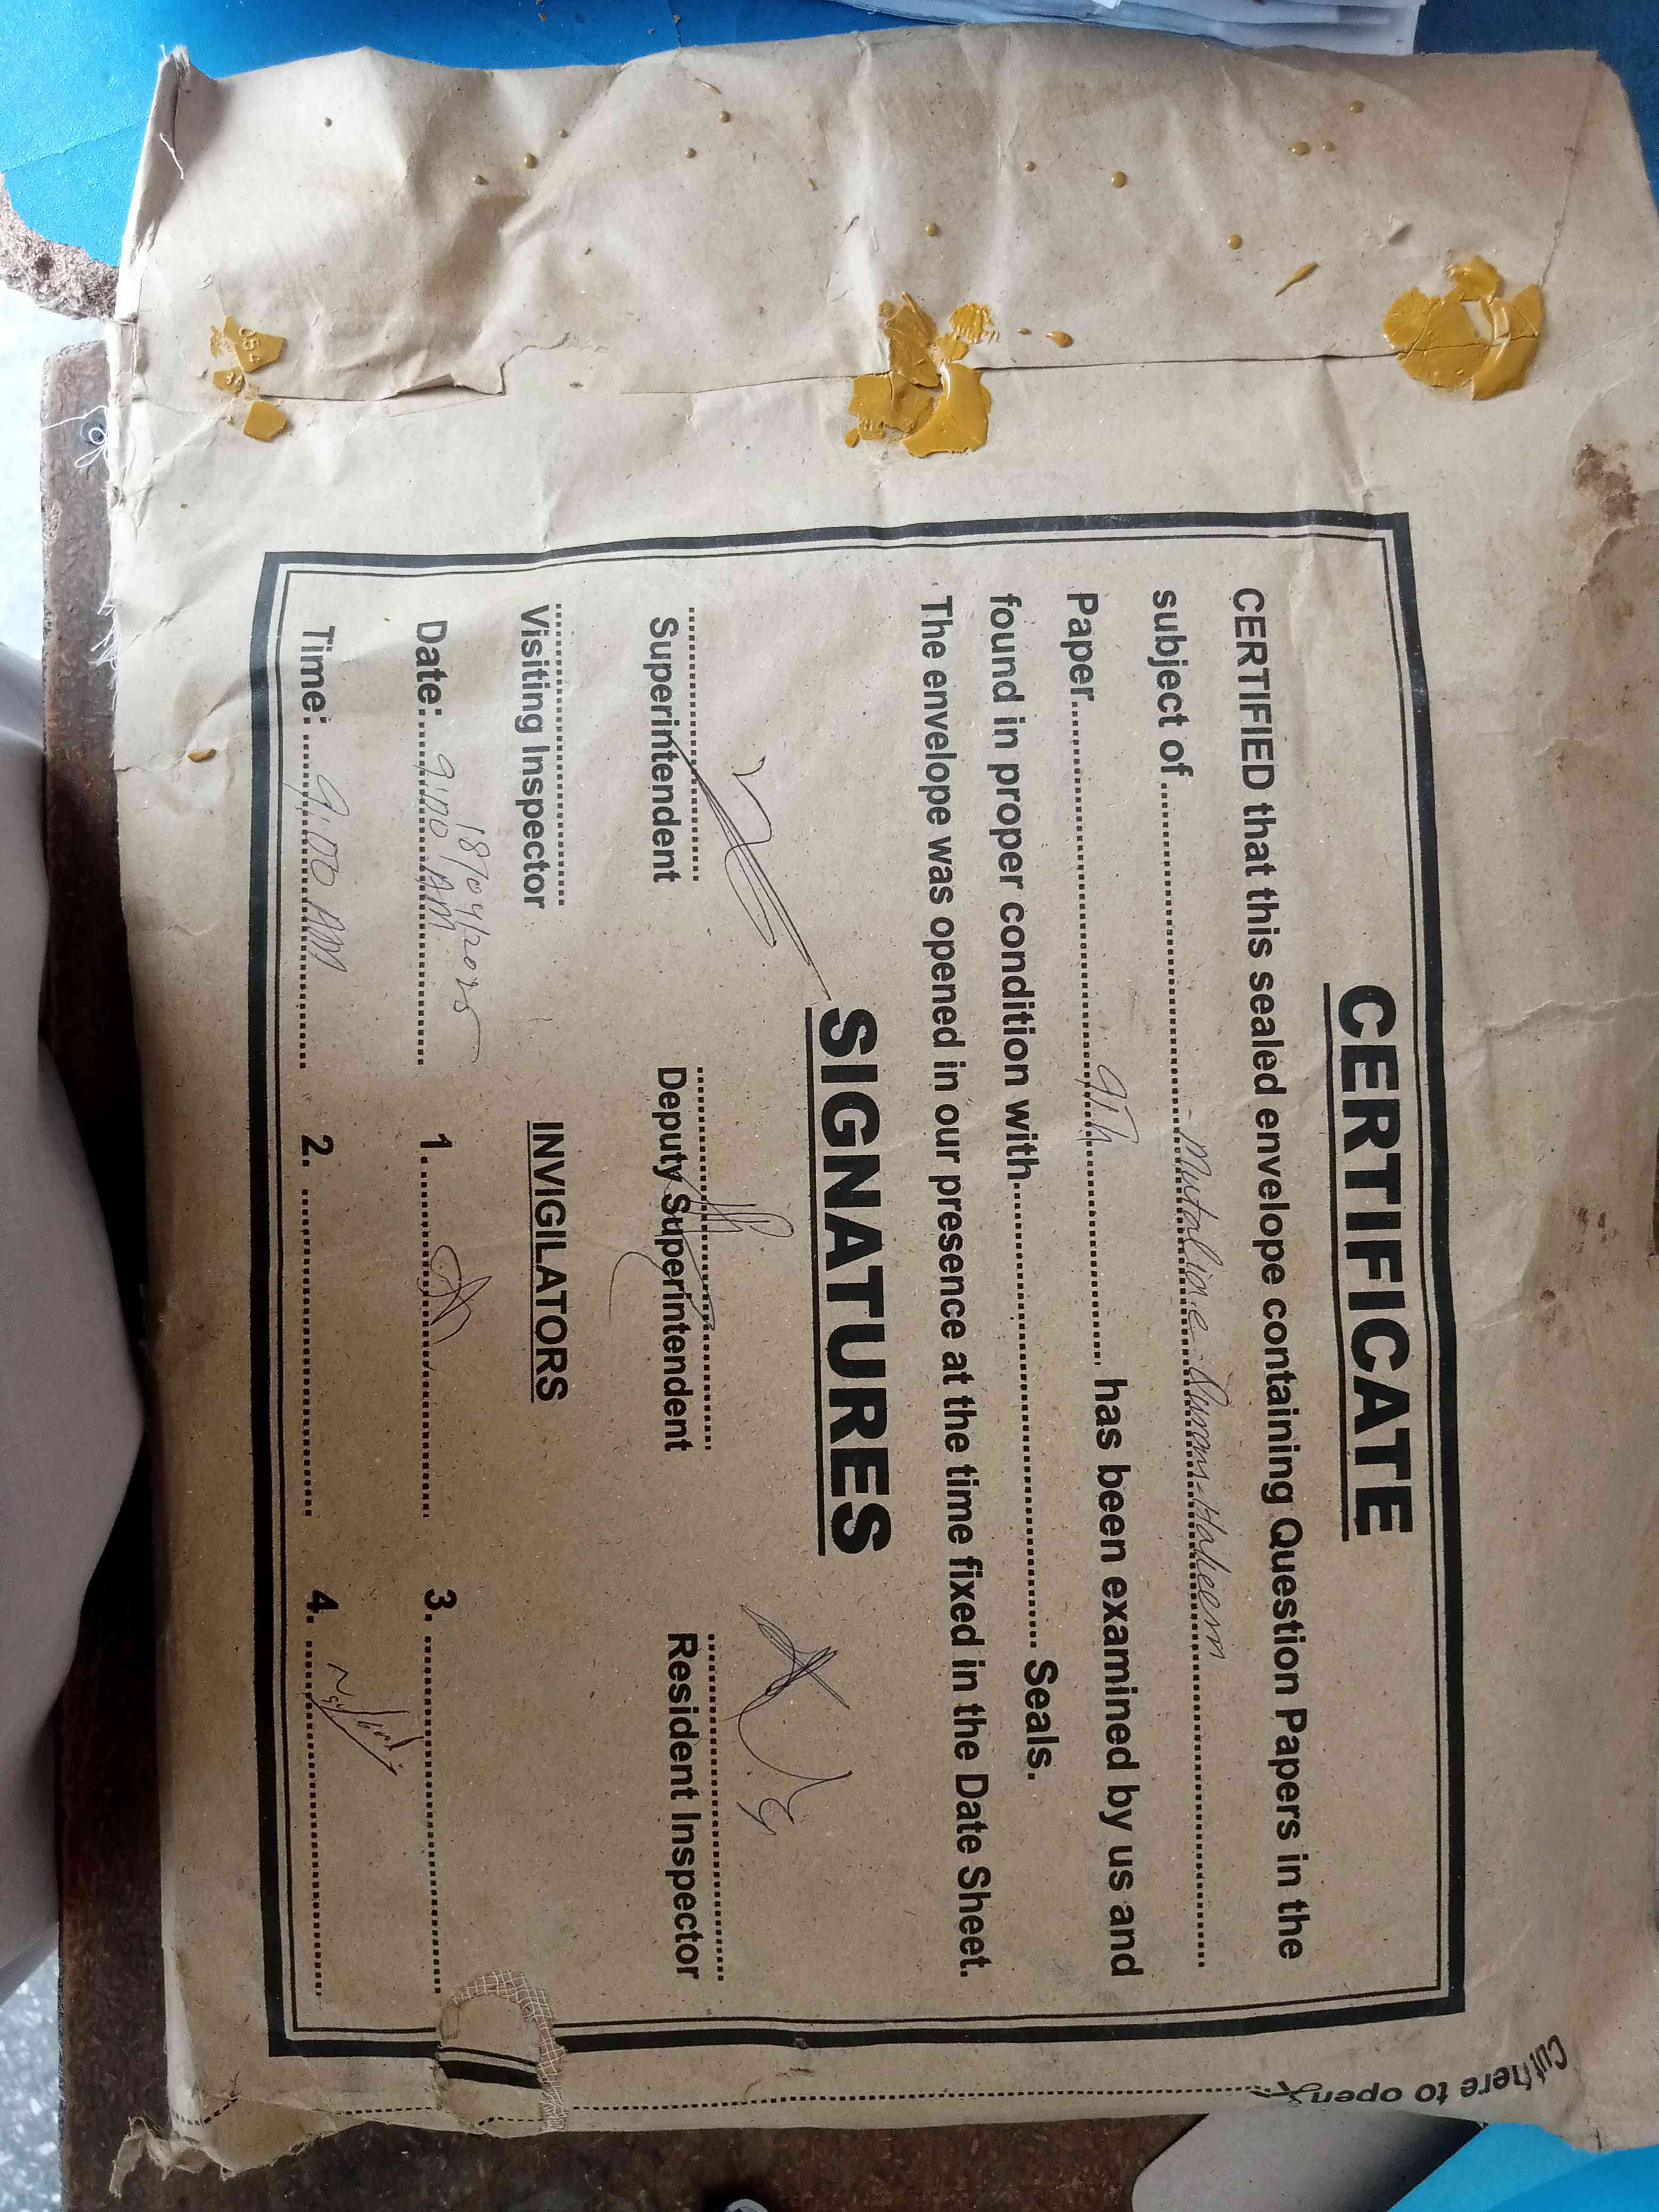 CERTIFICATE
CERTIFIED that this sealed envelope containing Question Papers in the
subject of.......... Mutalia.e Quran-Hakeem ..........
Paper.......... 9th .......... has been examined by us and
found in proper condition with.......... Seals.
The envelope was opened in our presence at the time fixed in the Date Sheet.
SIGNATURES
Superintendent Deputy Superintendent Resident Inspector
Visiting Inspector INVIGILATORS
18/04/2025
Date: 9:00 AM 1. 3.
Time: 9:00 AM 2. 4.
Cut here to open
054